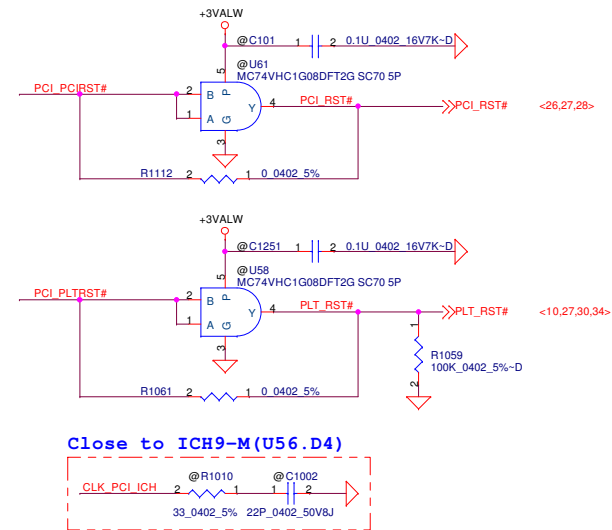 +3VALW
@C101 1 2 0.1U_0402_16V7K~D
@U61
MC74VHC1G08DFT2G SC70 5P
5
PCI_PCIRST# 2 B P
Y 4 PCI_RST# PCI_RST# <26,27,28>
1 A G
3
R1112 2 1 0_0402_5%
+3VALW
@C1251 1 2 0.1U_0402_16V7K~D
@U58
MC74VHC1G08DFT2G SC70 5P
5
PCI_PLTRST# 2 B P
Y 4 PLT_RST# PLT_RST# <10,27,30,34>
1 A G
3
1
R1059
100K_0402_5%~D
2
R1061 2 1 0_0402_5%
Close to ICH9-M(U56.D4)
@R1010 @C1002
CLK_PCI_ICH 2 1 1 2
33_0402_5% 22P_0402_50V8J